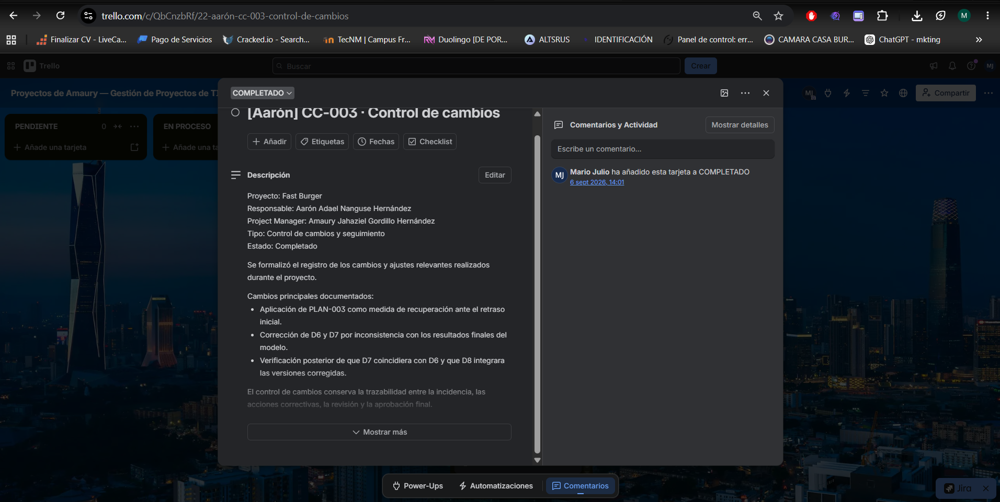 trello.com/c/QbCnzbRf/22-aarón-cc-003-control-de-cambios
M
Finalizar CV - LiveCa...
Pago de Servicios
Cracked.io - Search...
TecNM | Campus Fr...
Duolingo [DE POR...
ALTSRUS
IDENTIFICACIÓN
Panel de control: err...
CAMARA CASA BUR...
ChatGPT - mkting
Trello
Buscar
Crear
MJ
Proyectos de Amaury — Gestión de Proyectos de TI
MJ
Compartir
PENDIENTE
0
Añade una tarjeta
EN PROCESO
Añade una ta
COMPLETADO
[Aarón] CC-003 · Control de cambios
Añadir
Etiquetas
Fechas
Checklist
Descripción
Editar
Proyecto: Fast Burger
Responsable: Aarón Adael Nanguse Hernández
Project Manager: Amaury Jahaziel Gordillo Hernández
Tipo: Control de cambios y seguimiento
Estado: Completado
Se formalizó el registro de los cambios y ajustes relevantes realizados
durante el proyecto.
Cambios principales documentados:
• Aplicación de PLAN-003 como medida de recuperación ante el retraso
inicial.
• Corrección de D6 y D7 por inconsistencia con los resultados finales del
modelo.
• Verificación posterior de que D7 coincidiera con D6 y que D8 integrara
las versiones corregidas.
El control de cambios conserva la trazabilidad entre la incidencia, las
acciones correctivas, la revisión y la aprobación final.
Mostrar más
Comentarios y Actividad
Mostrar detalles
Escribe un comentario...
MJ
Mario Julio ha añadido esta tarjeta a COMPLETADO
6 sept 2026, 14:01
Power-Ups
Automatizaciones
Comentarios
Jira